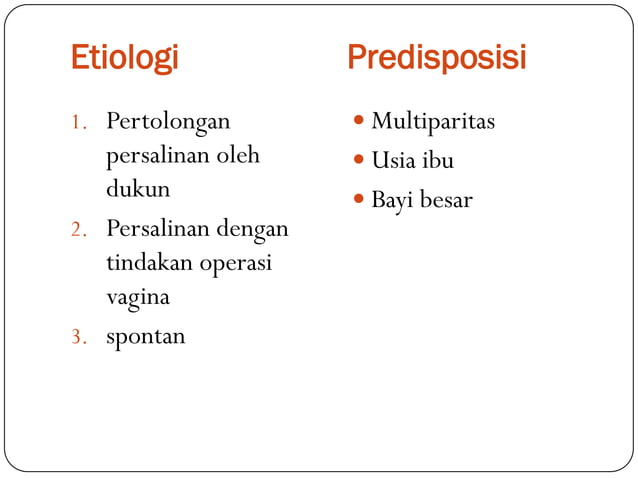 Etiologi
1. Pertolongan
persalinan oleh
dukun
2. Persalinan dengan
tindakan operasi
vagina
3. spontan
Predisposisi
• Multiparitas
• Usia ibu
• Bayi besar